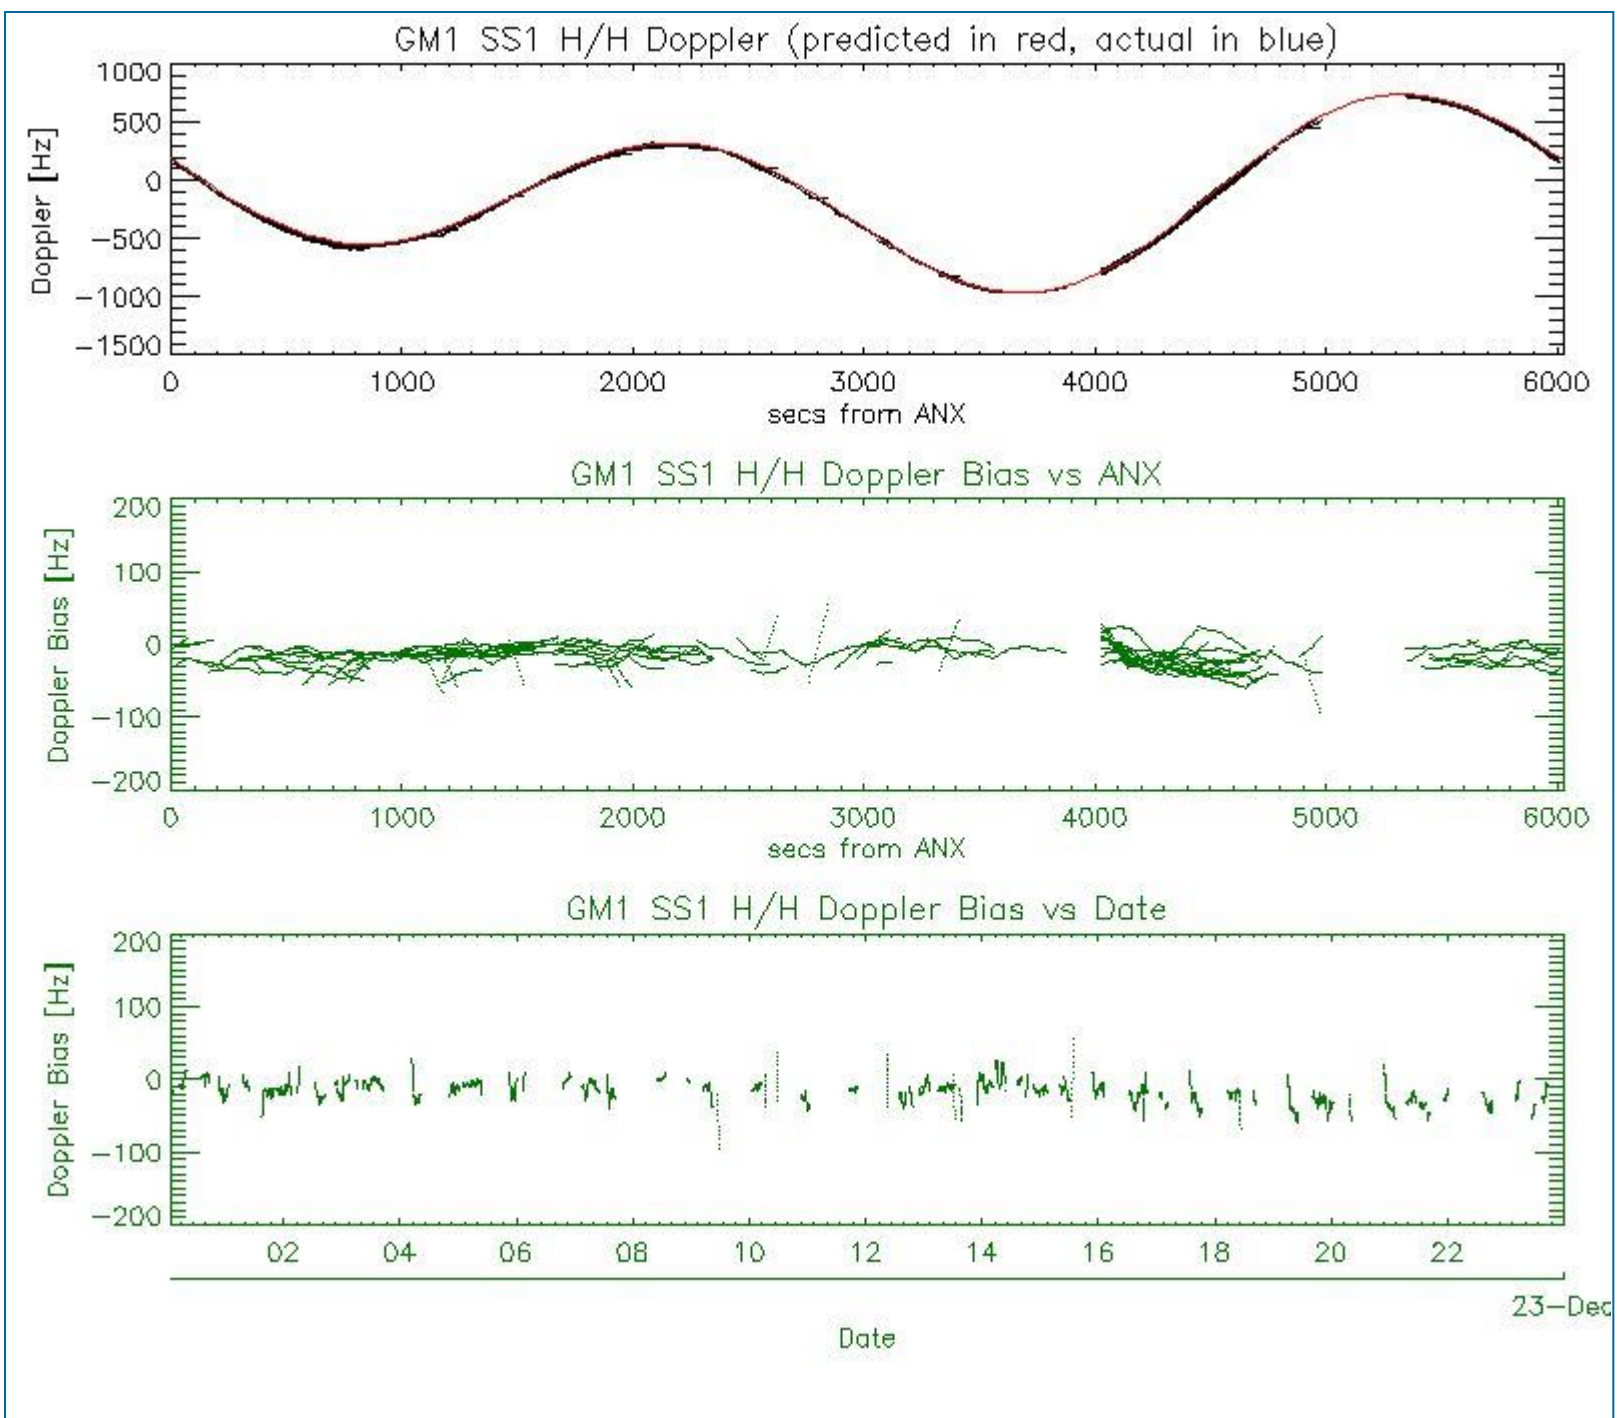 GM1 SS1 H/H Doppler (predicted in red, actual in blue)
1000
500
0
−500
−1000
−1500
Doppler [Hz]
0 1000 2000 3000 4000 5000 6000
secs from ANX
GM1 SS1 H/H Doppler Bias vs ANX
200
100
0
−100
−200
Doppler Bias [Hz]
0 1000 2000 3000 4000 5000 6000
secs from ANX
GM1 SS1 H/H Doppler Bias vs Date
200
100
0
−100
−200
Doppler Bias [Hz]
02 04 06 08 10 12 14 16 18 20 22
23−Dec
Date